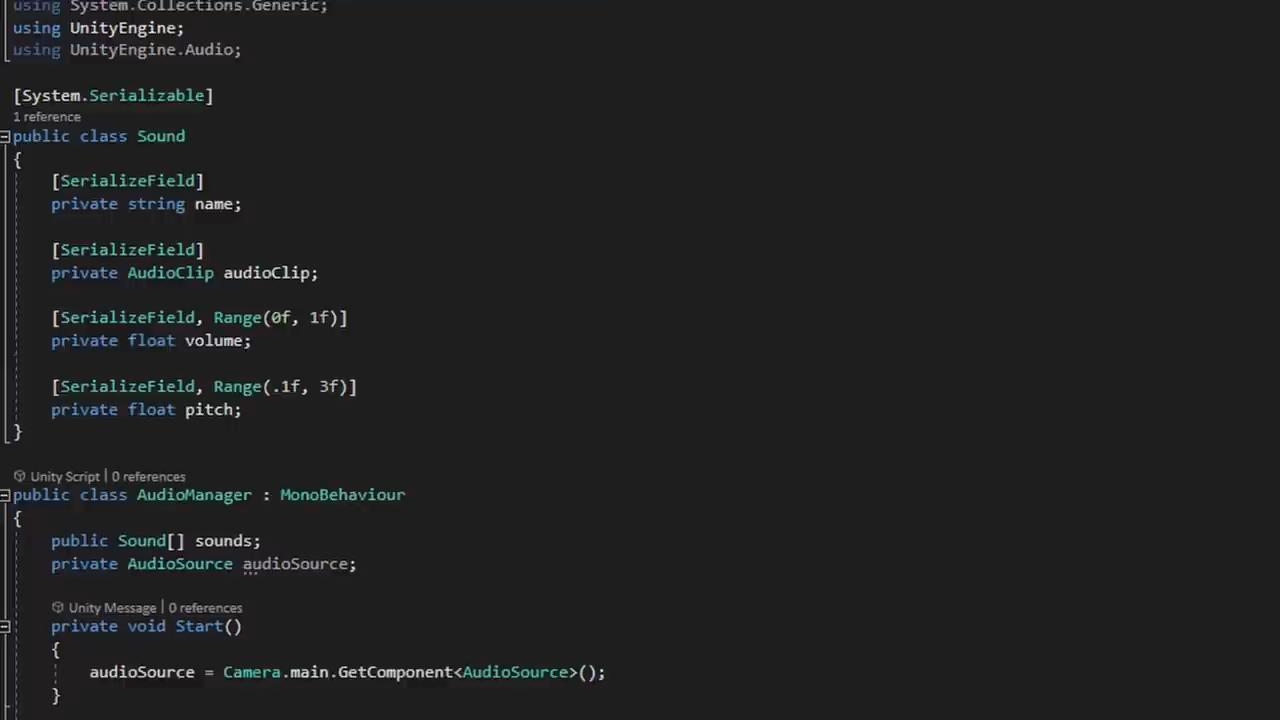 using System.Collections.Generic;
using UnityEngine;
using UnityEngine.Audio;
[System.Serializable]
1 reference
public class Sound
{
[SerializeField]
private string name;
[SerializeField]
private AudioClip audioClip;
[SerializeField, Range(0f, 1f)]
private float volume;
[SerializeField, Range(.1f, 3f)]
private float pitch;
}
Unity Script | 0 references
public class AudioManager : MonoBehaviour
{
public Sound[] sounds;
private AudioSource audioSource;
Unity Message | 0 references
private void Start()
{
audioSource = Camera.main.GetComponent<AudioSource>();
}